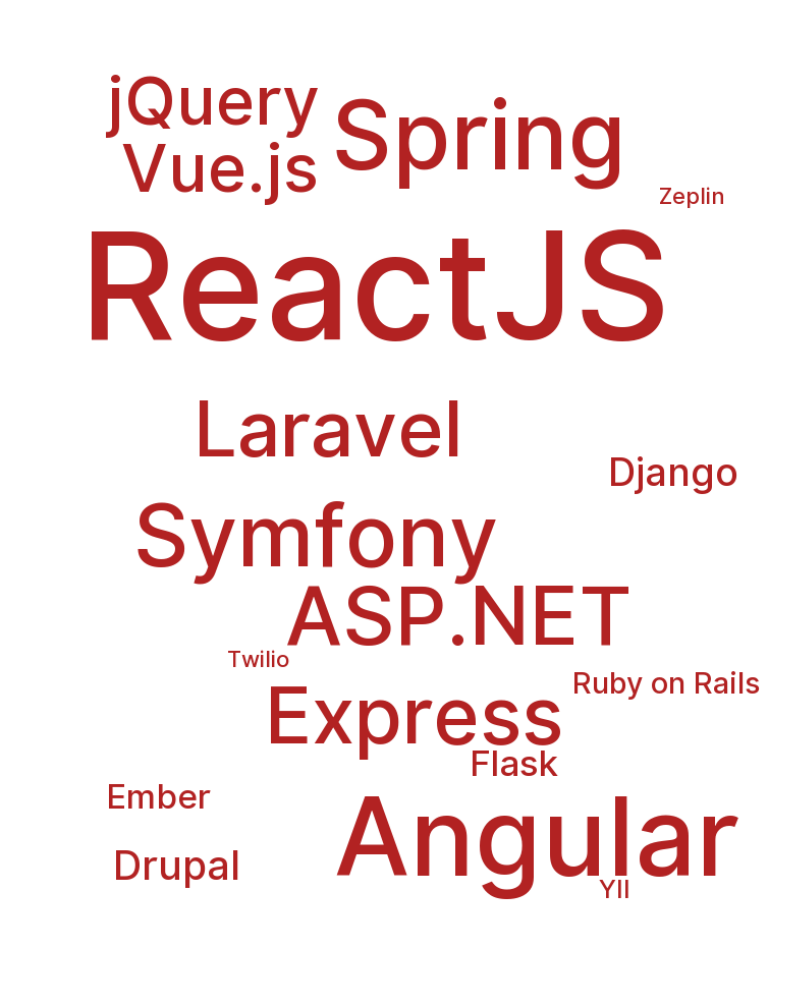 jQuery
Spring
Vue.js
Zeplin
ReactJS
Laravel
Django
Symfony
ASP.NET
Twilio
Ruby on Rails
Express
Flask
Ember
Angular
Drupal
YII